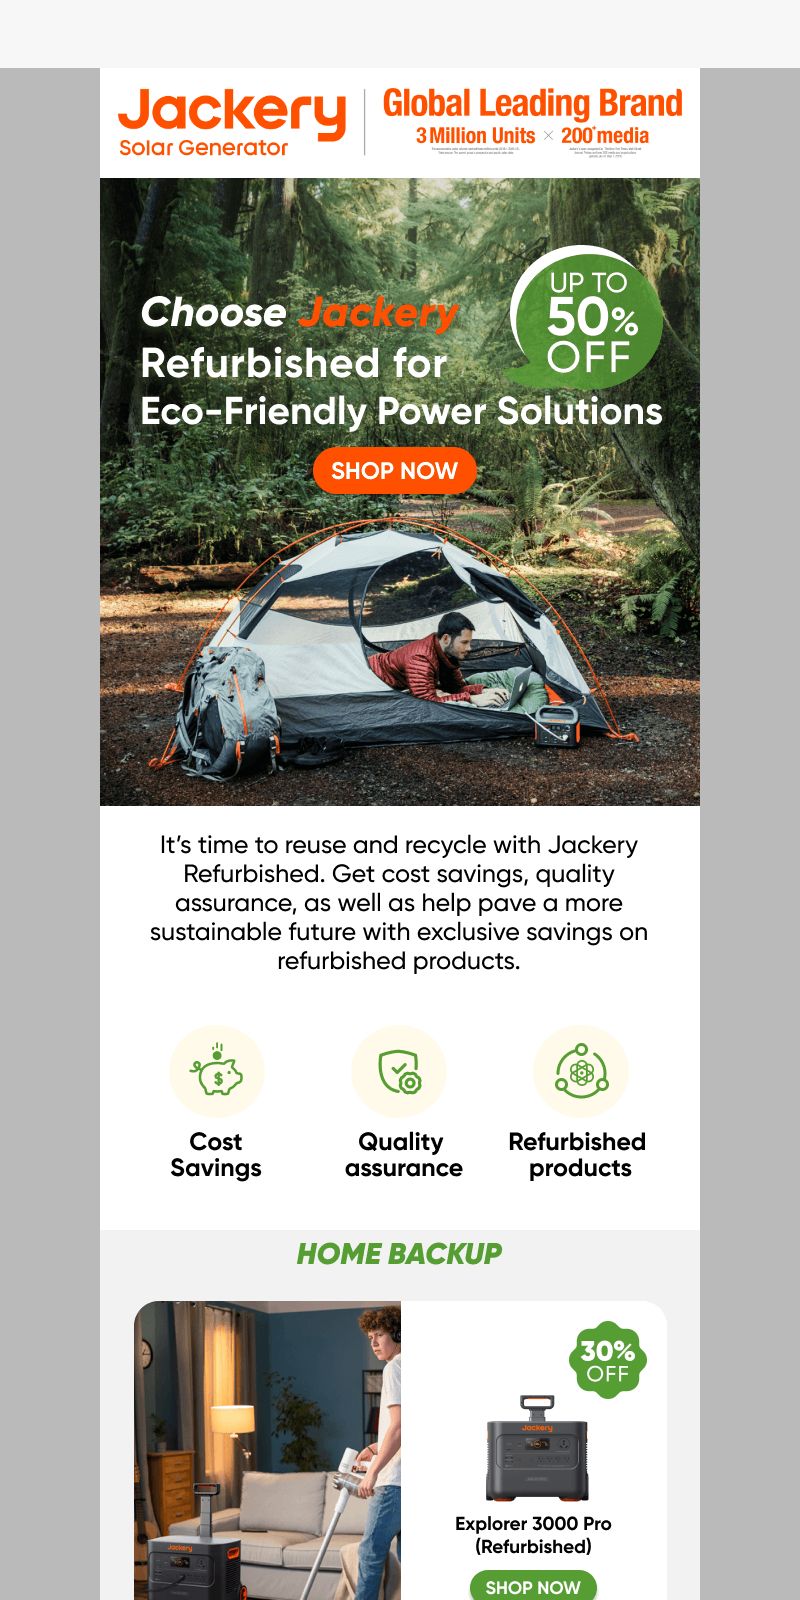 Jackery
Solar Generator
Global Leading Brand
3 Million Units × 200+media
Choose Jackery
Refurbished for
Eco-Friendly Power Solutions
UP TO
50%
OFF
SHOP NOW
It’s time to reuse and recycle with Jackery
Refurbished. Get cost savings, quality
assurance, as well as help pave a more
sustainable future with exclusive savings on
refurbished products.
$
Cost
Savings
Quality
assurance
Refurbished
products
HOME BACKUP
30%
OFF
Jackery
Jackery
Explorer 3000 Pro
(Refurbished)
SHOP NOW